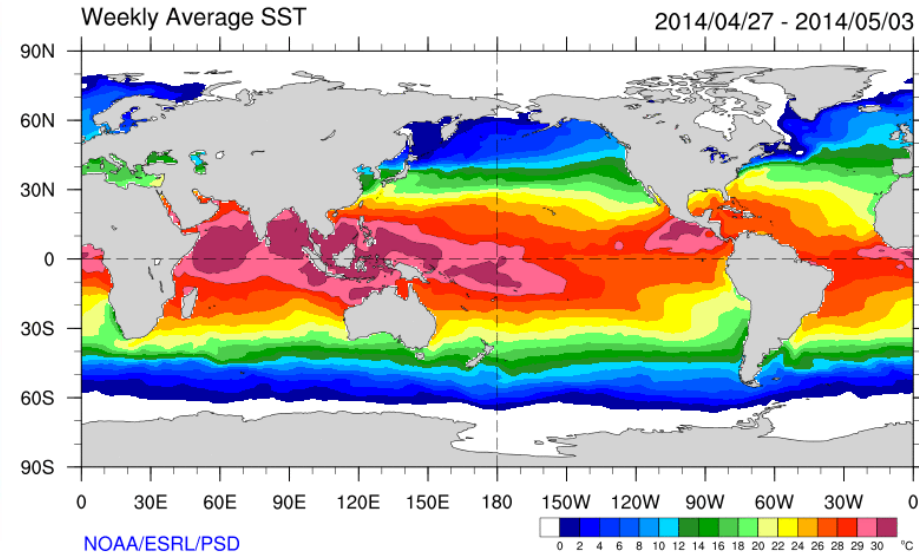 Weekly Average SST 2014/04/27 - 2014/05/03
90N
60N
30N
0
30S
60S
90S
0 30E 60E 90E 120E 150E 180 150W 120W 90W 60W 30W 0
NOAA/ESRL/PSD
0 2 4 6 8 10 12 14 16 18 20 22 24 26 28 29 30 °C